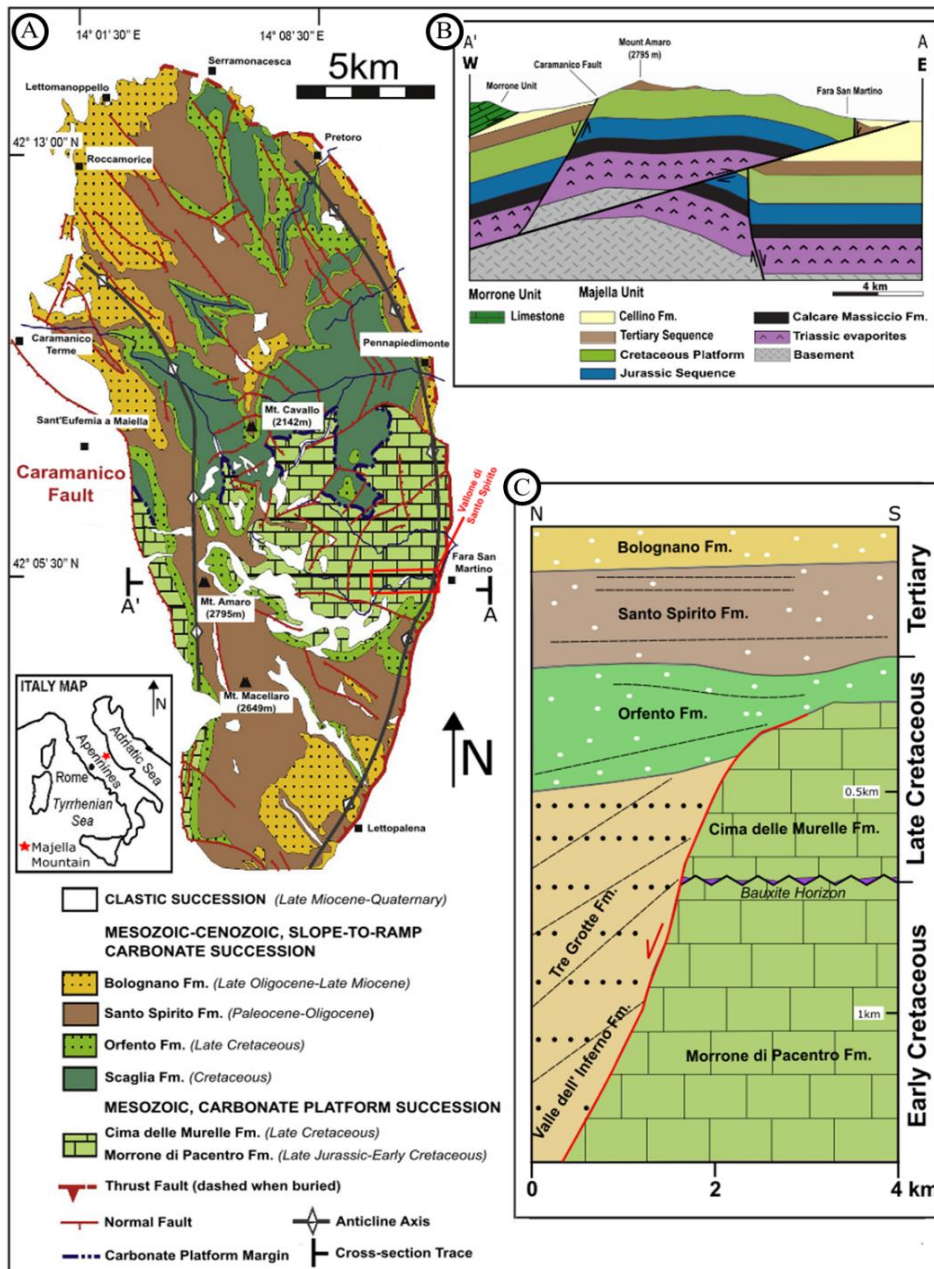 A
14 01' 30" E
14 08' 30" E
Serramonacesca
5km
Lettomanoppello
Pretoro
42° 13' 00" N
Roccamorice
Caramanico
Terme
Pennapiedimonte
Sant'Eufemia a Maiella
Mt. Cavallo
(2142m)
Caramanico
Fault
Vallone di
Santo Spirito
Fara San
Martino
42° 05' 30" N
A'
A
Mt. Amaro
(2795m)
Mt. Macellaro
(2649m)
N
Lettopalena
ITALY MAP
N
Adriatic Sea
Apennines
Rome
Tyrrhenian
Sea
Majella
Mountain
CLASTIC SUCCESSION (Late Miocene-Quaternary)
MESOZOIC-CENOZOIC, SLOPE-TO-RAMP
CARBONATE SUCCESSION
Bolognano Fm. (Late Oligocene-Late Miocene)
Santo Spirito Fm. (Paleocene-Oligocene)
Orfento Fm. (Late Cretaceous)
Scaglia Fm. (Cretaceous)
MESOZOIC, CARBONATE PLATFORM SUCCESSION
Cima delle Murelle Fm. (Late Cretaceous)
Morrone di Pacentro Fm. (Late Jurassic-Early Cretaceous)
Thrust Fault (dashed when buried)
Normal Fault
Anticline Axis
Carbonate Platform Margin
Cross-section Trace
B
A'
W
Mount Amaro
(2795 m)
A
E
Caramanico Fault
Morrone Unit
Fara San Martino
4 km
Morrone Unit
Limestone
Majella Unit
Cellino Fm.
Tertiary Sequence
Cretaceous Platform
Jurassic Sequence
Calcare Massiccio Fm.
Triassic evaporites
Basement
C
N
S
Bolognano Fm.
Santo Spirito Fm.
Orfento Fm.
0.5km
Cima delle Murelle Fm.
Bauxite Horizon
Tre Grotte Fm.
1km
Morrone di Pacentro Fm.
Valle dell' Inferno Fm.
Tertiary
Late Cretaceous
Early Cretaceous
0
2
4 km